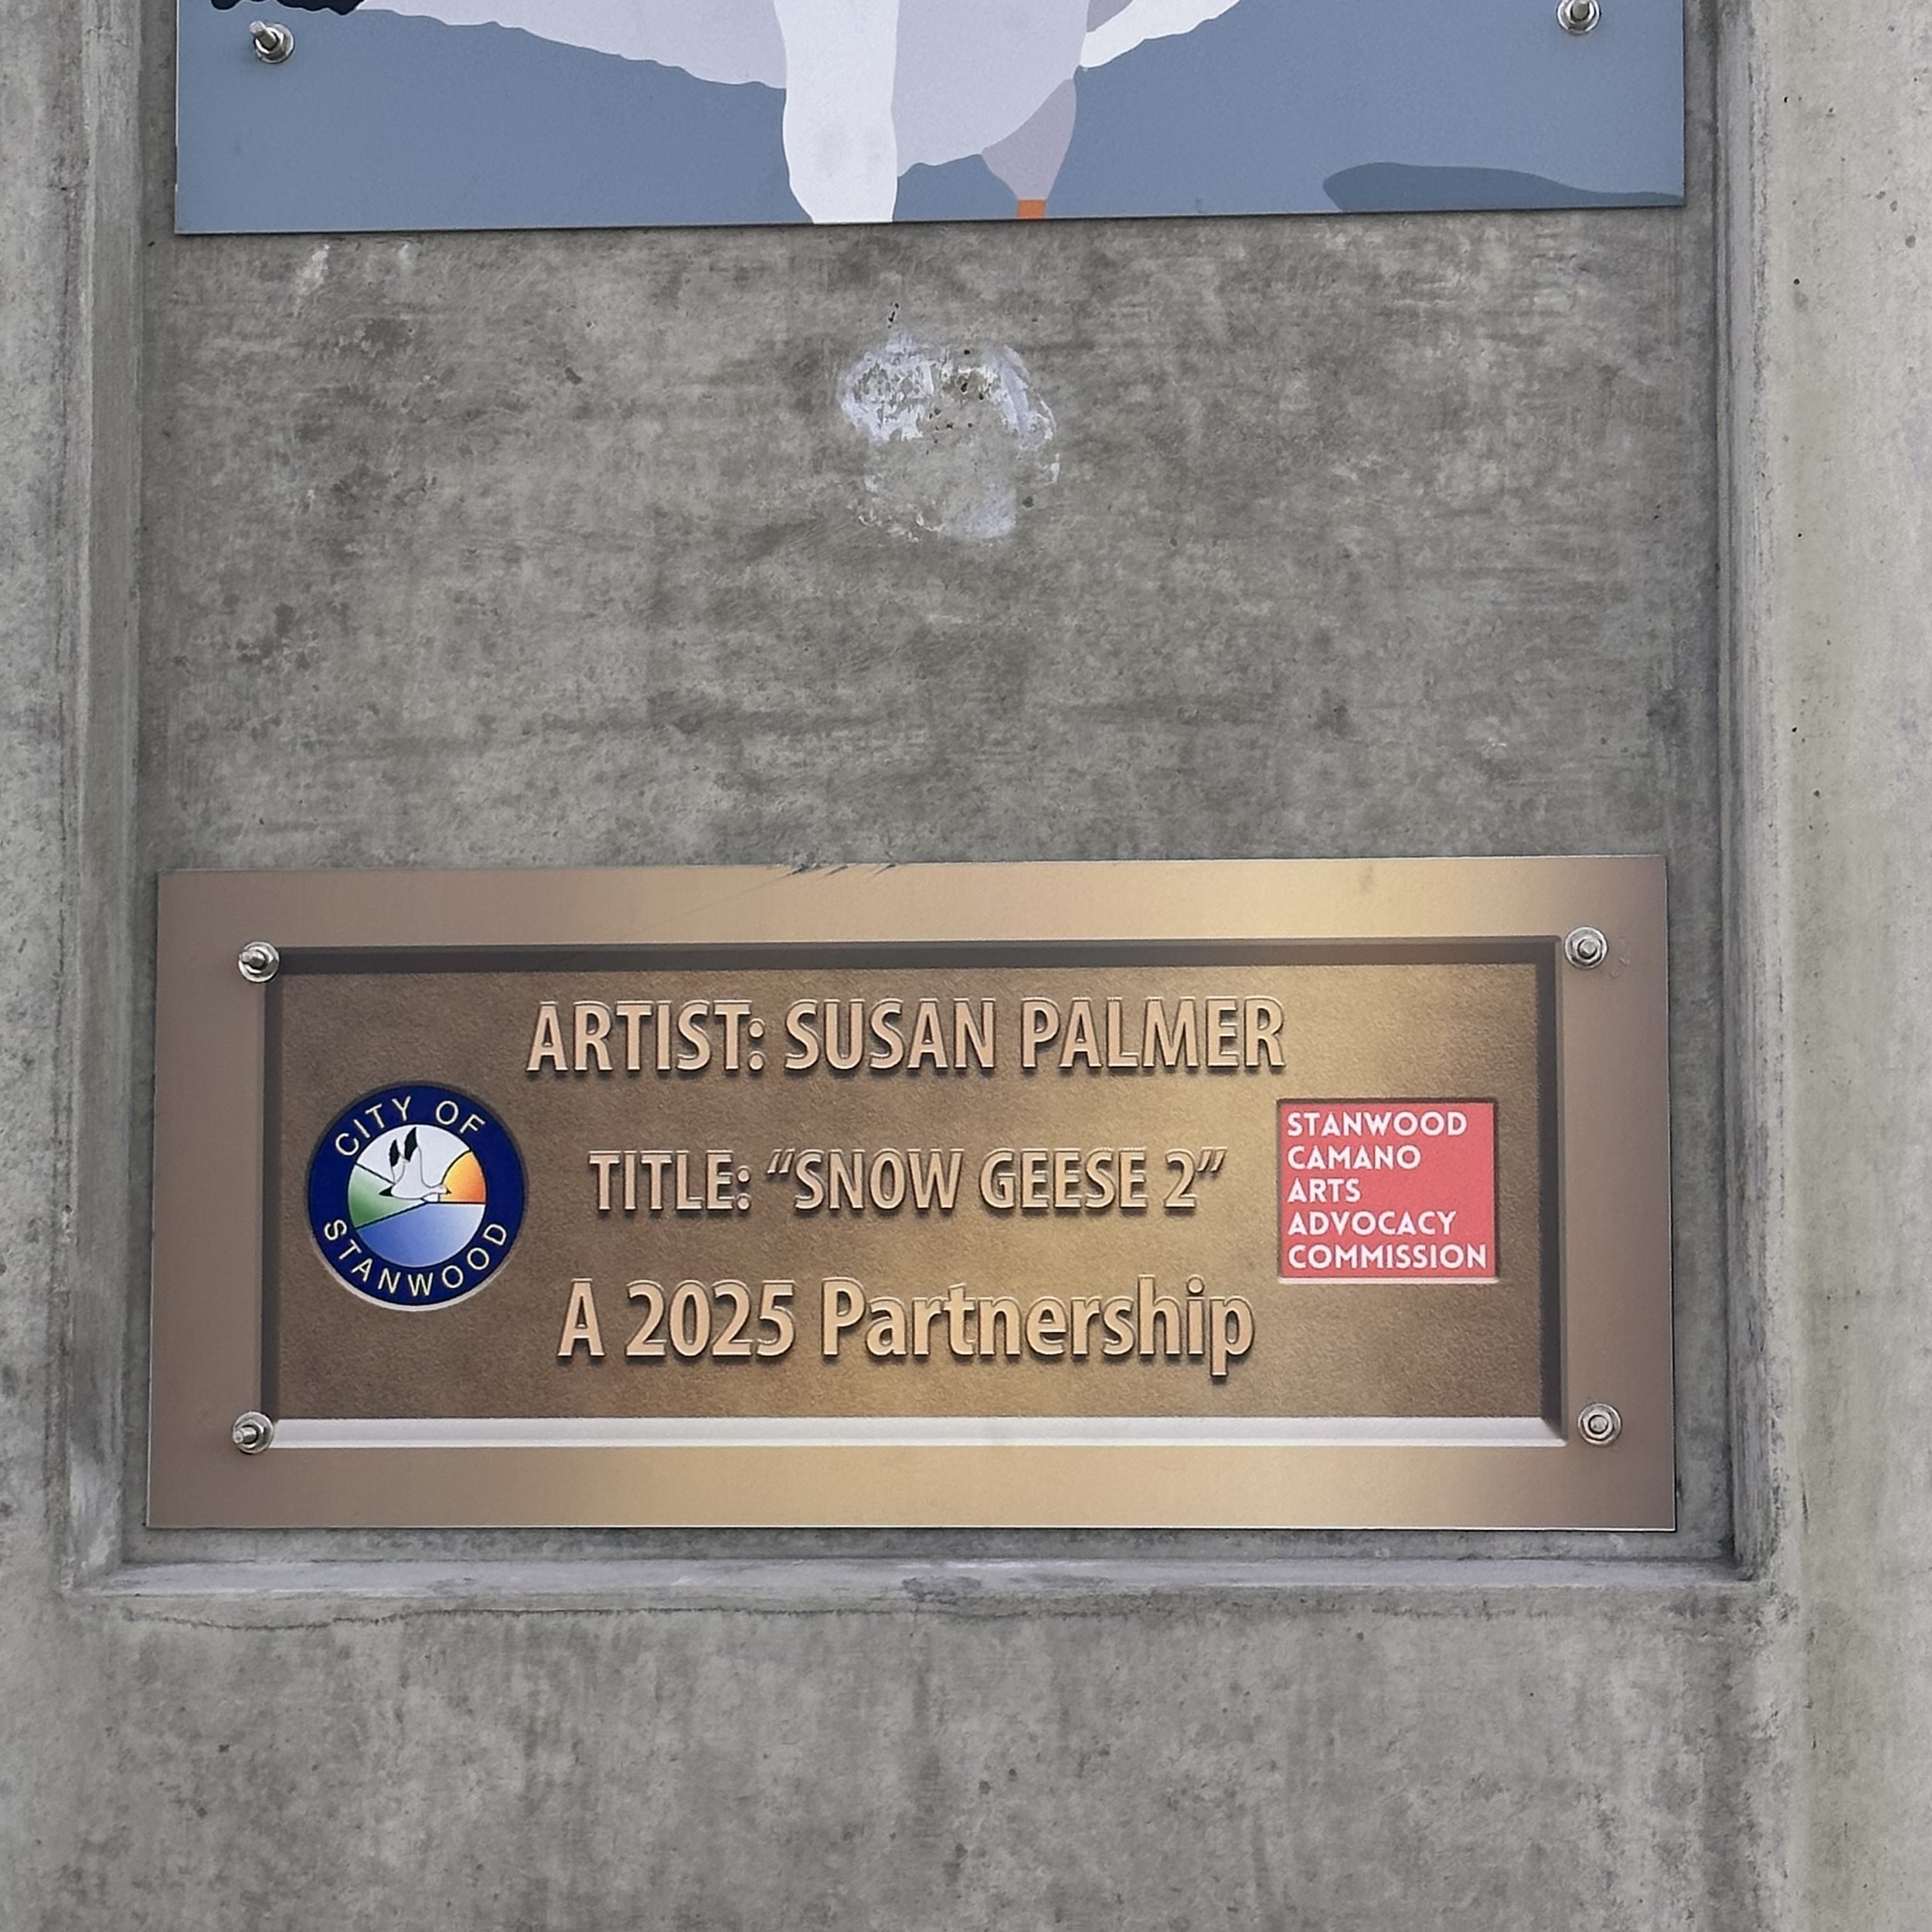 ARTIST: SUSAN PALMER
CITY OF
STANWOOD
TITLE: “SNOW GEESE 2”
A 2025 Partnership
STANWOOD
CAMANO
ARTS
ADVOCACY
COMMISSION